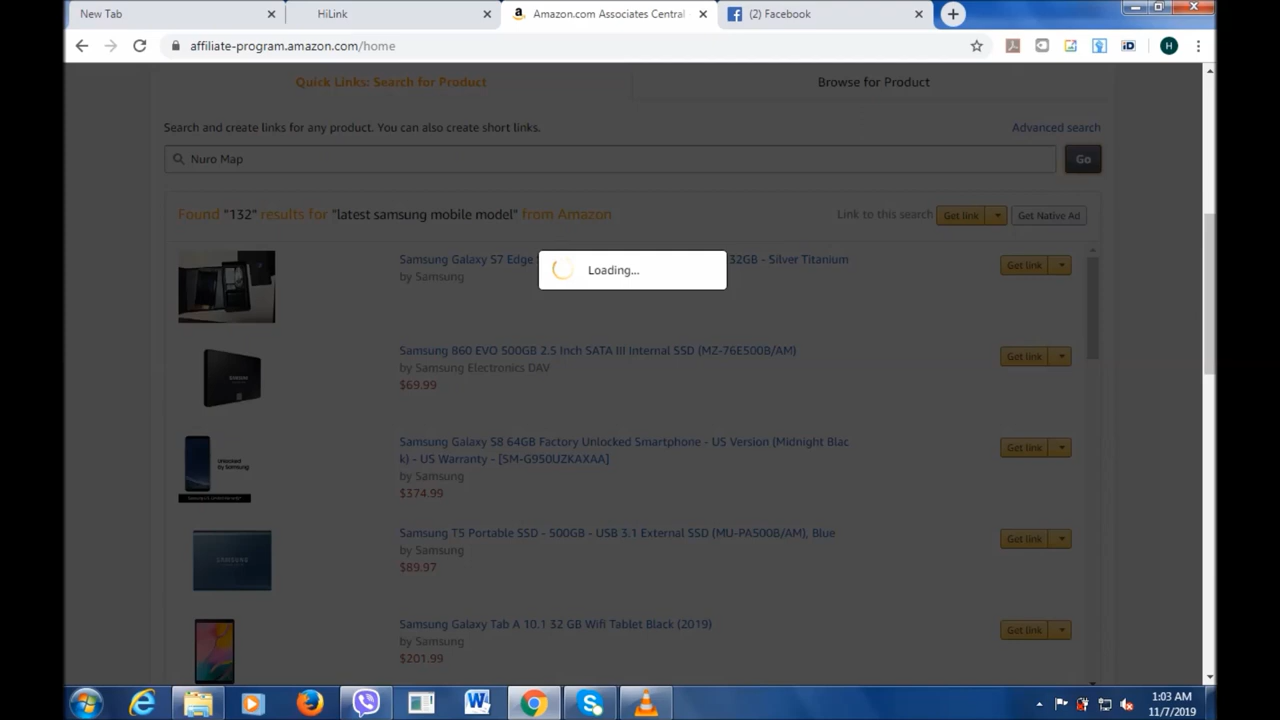 New Tab
HiLink
Amazon.com Associates Central
(2) Facebook
affiliate-program.amazon.com/home
Quick Links: Search for Product
Browse for Product
Search and create links for any product. You can also create short links.
Advanced search
Nuro Map
Go
Found "132" results for "latest samsung mobile model" from Amazon
Link to this search
Get link
Get Native Ad
Samsung Galaxy S7 Edge
32GB - Silver Titanium
by Samsung
Get link
Loading...
Samsung 860 EVO 500GB 2.5 Inch SATA III Internal SSD (MZ-76E500B/AM)
by Samsung Electronics DAV
$69.99
Get link
Samsung Galaxy S8 64GB Factory Unlocked Smartphone - US Version (Midnight Blac
k) - US Warranty - [SM-G950UZKAXAA]
by Samsung
$374.99
Get link
Unlocked
by Samsung
Samsung T5 Portable SSD - 500GB - USB 3.1 External SSD (MU-PA500B/AM), Blue
by Samsung
$89.97
Get link
SAMSUNG
Samsung Galaxy Tab A 10.1 32 GB Wifi Tablet Black (2019)
by Samsung
$201.99
Get link
1:03 AM
11/7/2019